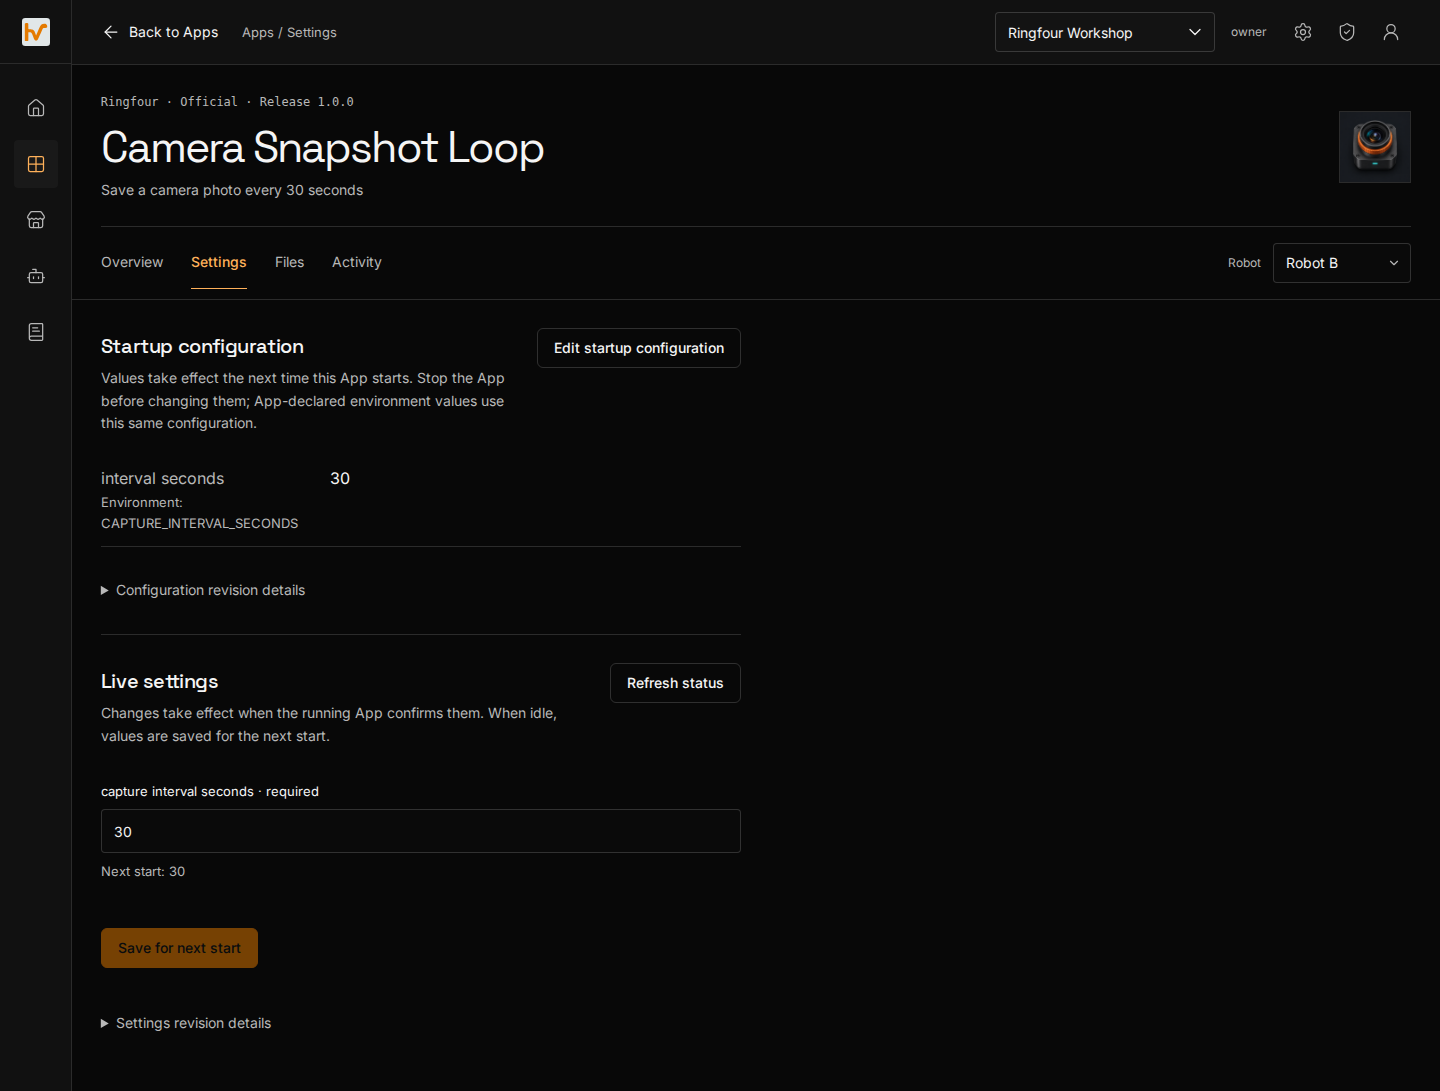 Back to Apps
Apps / Settings
Ringfour Workshop
owner
Ringfour · Official · Release 1.0.0
Camera Snapshot Loop
Save a camera photo every 30 seconds
Overview
Settings
Files
Activity
Robot
Robot B
Startup configuration
Edit startup configuration
Values take effect the next time this App starts. Stop the App
before changing them; App-declared environment values use
this same configuration.
interval seconds
30
Environment:
CAPTURE_INTERVAL_SECONDS
Configuration revision details
Live settings
Refresh status
Changes take effect when the running App confirms them. When idle,
values are saved for the next start.
capture interval seconds · required
30
Next start: 30
Save for next start
Settings revision details